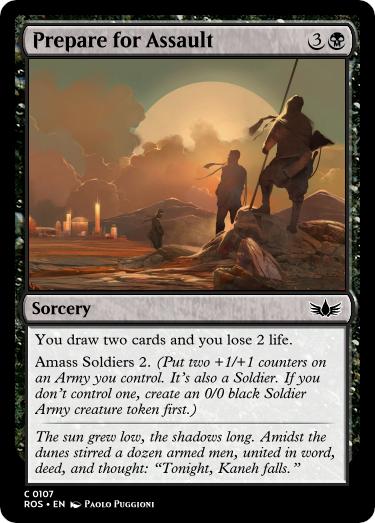 Prepare for Assault 3
Sorcery
You draw two cards and you lose 2 life.
Amass Soldiers 2. (Put two +1/+1 counters on
an Army you control. It's also a Soldier. If you
don't control one, create an 0/0 black Soldier
Army creature token first.)
The sun grew low, the shadows long. Amidst the
dunes stirred a dozen armed men, united in word,
deed, and thought: “Tonight, Kaneh falls.”
C 0107
ROS • EN Paolo Puggioni